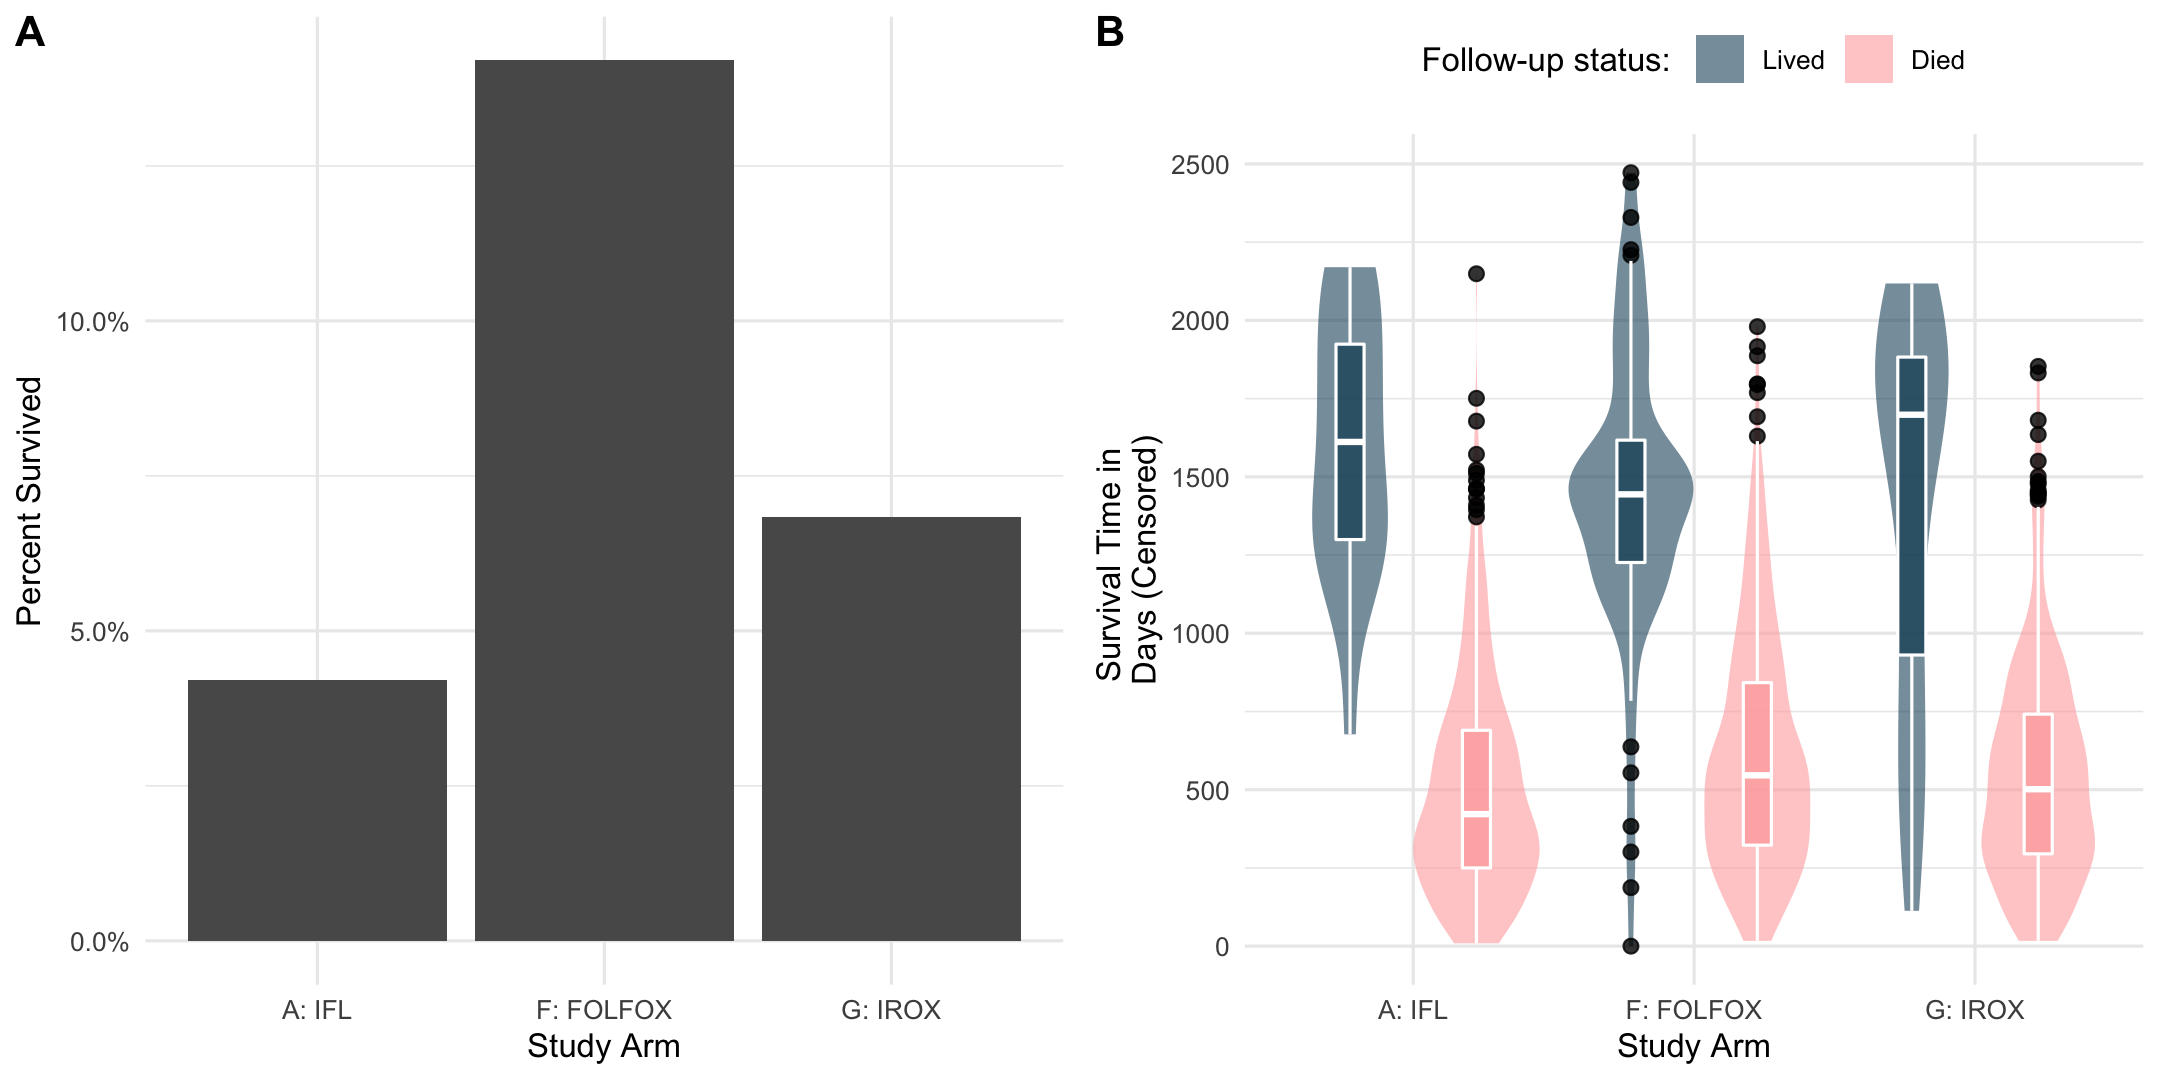 A
Percent Survived
10.0%
5.0%
0.0%
A: IFL
F: FOLFOX
G: IROX
Study Arm
B
Follow-up status:
Lived
Died
Survival Time in
Days (Censored)
2500
2000
1500
1000
500
0
A: IFL
F: FOLFOX
G: IROX
Study Arm